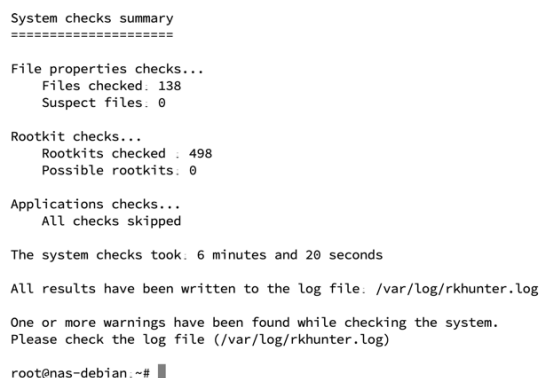 System checks summary
=====================
File properties checks...
Files checked: 138
Suspect files: 0
Rootkit checks...
Rootkits checked : 498
Possible rootkits: 0
Applications checks...
All checks skipped
The system checks took: 6 minutes and 20 seconds
All results have been written to the log file: /var/log/rkhunter.log
One or more warnings have been found while checking the system.
Please check the log file (/var/log/rkhunter.log)
root@nas-debian:~#